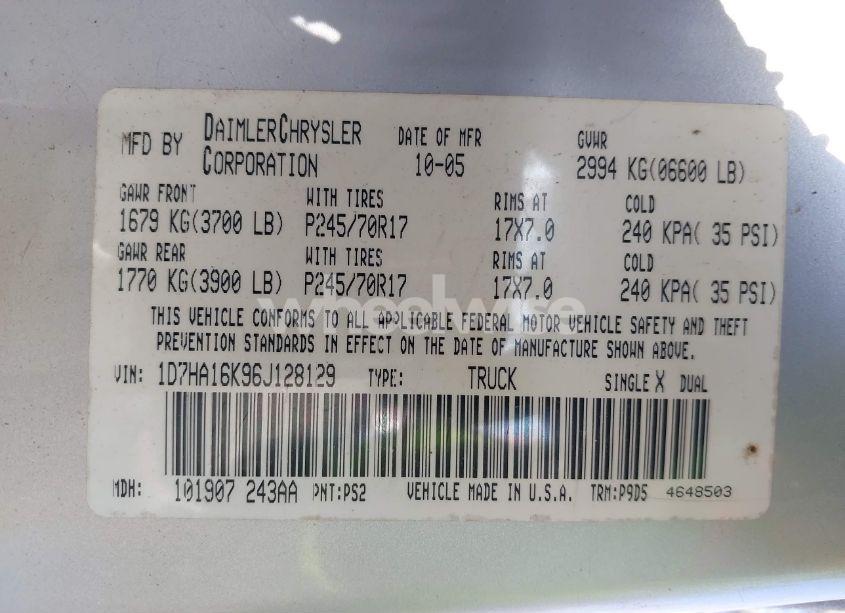 MFD BY DAIMLERCHRYSLER CORPORATION DATE OF MFR 10-05 GVWR 2994 KG(06600 LB)
GAWR FRONT WITH TIRES RIMS AT COLD
1679 KG(3700 LB) P245/70R17 17X7.0 240 KPA( 35 PSI)
GAWR REAR WITH TIRES RIMS AT COLD
1770 KG(3900 LB) P245/70R17 17X7.0 240 KPA( 35 PSI)
wheelwise
THIS VEHICLE CONFORMS TO ALL APPLICABLE FEDERAL MOTOR VEHICLE SAFETY AND THEFT
PREVENTION STANDARDS IN EFFECT ON THE DATE OF MANUFACTURE SHOWN ABOVE.
VIN: 1D7HA16K96J128129 TYPE: TRUCK SINGLE X DUAL
MDH: 101907 243AA PNT:PS2 VEHICLE MADE IN U.S.A. TRM:P9D5 4648503